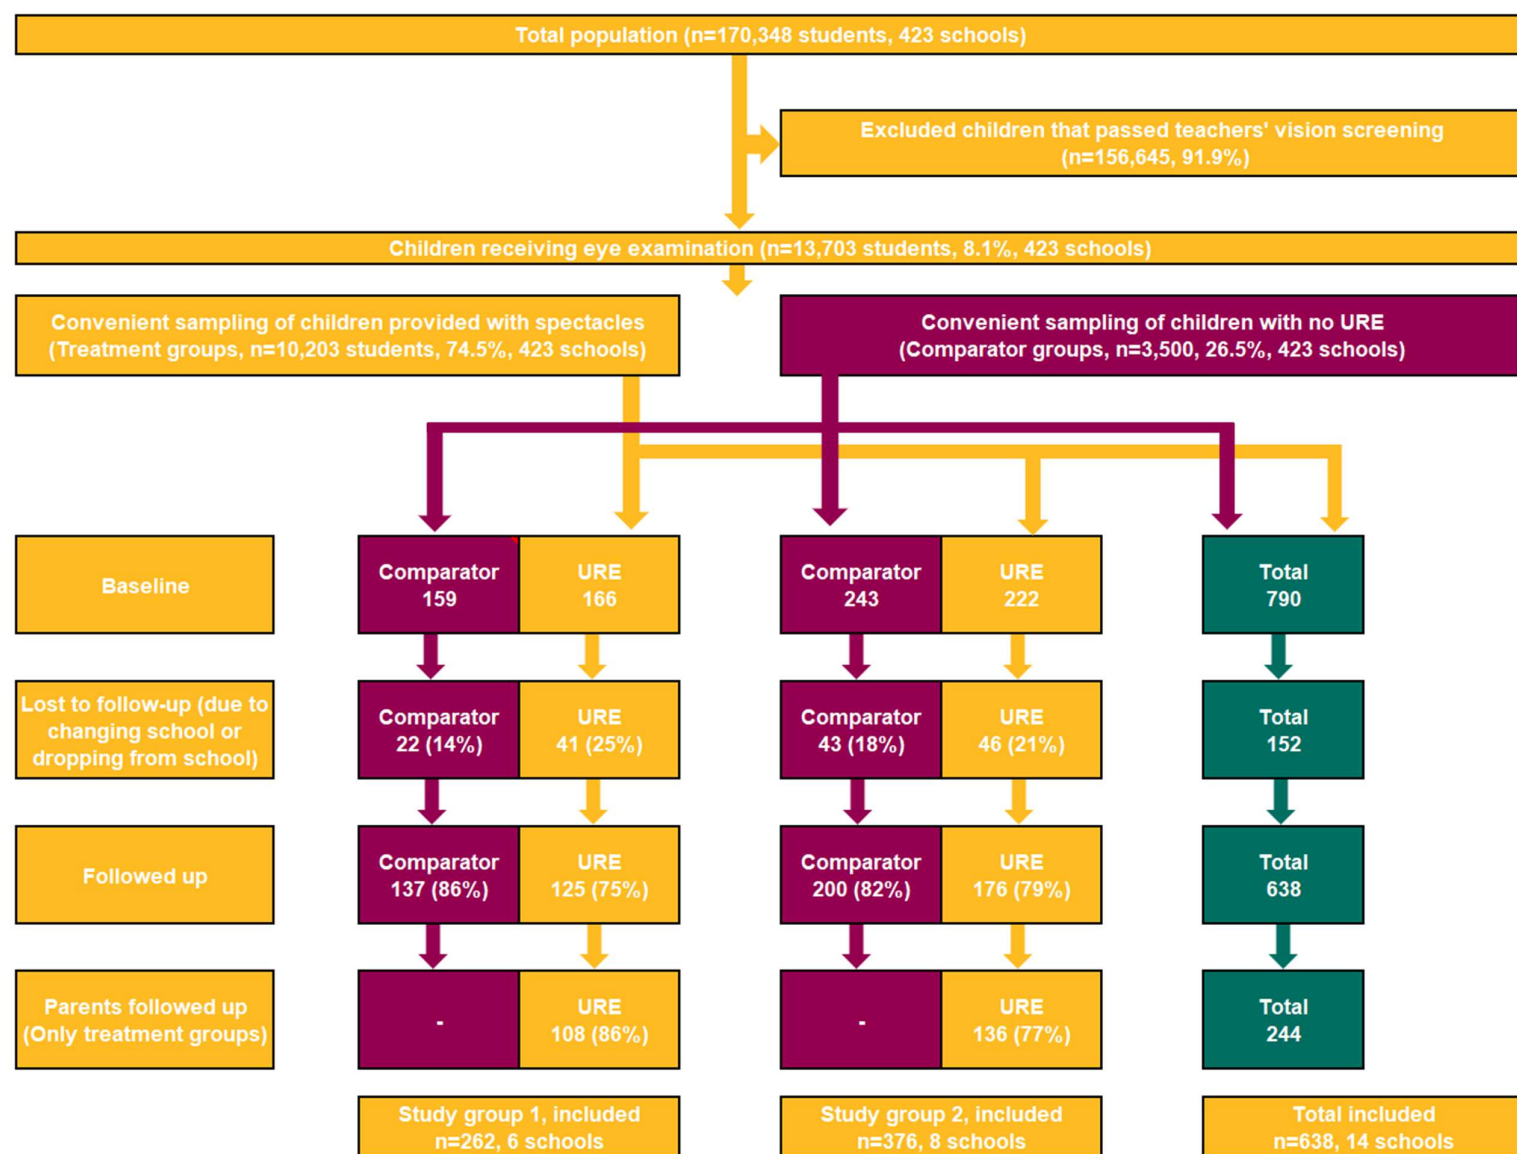 Total population (n=170,348 students, 423 schools)
Excluded children that passed teachers' vision screening
(n=156,645, 91.9%)
Children receiving eye examination (n=13,703 students, 8.1%, 423 schools)
Convenient sampling of children provided with spectacles
(Treatment groups, n=10,203 students, 74.5%, 423 schools)
Convenient sampling of children with no URE
(Comparator groups, n=3,500, 26.5%, 423 schools)
Baseline
Comparator
159
URE
166
Comparator
243
URE
222
Total
790
Lost to follow-up (due to
changing school or
dropping from school)
Comparator
22 (14%)
URE
41 (25%)
Comparator
43 (18%)
URE
46 (21%)
Total
152
Followed up
Comparator
137 (86%)
URE
125 (75%)
Comparator
200 (82%)
URE
176 (79%)
Total
638
Parents followed up
(Only treatment groups)
-
URE
108 (86%)
-
URE
136 (77%)
Total
244
Study group 1, included
n=262, 6 schools
Study group 2, included
n=376, 8 schools
Total included
n=638, 14 schools